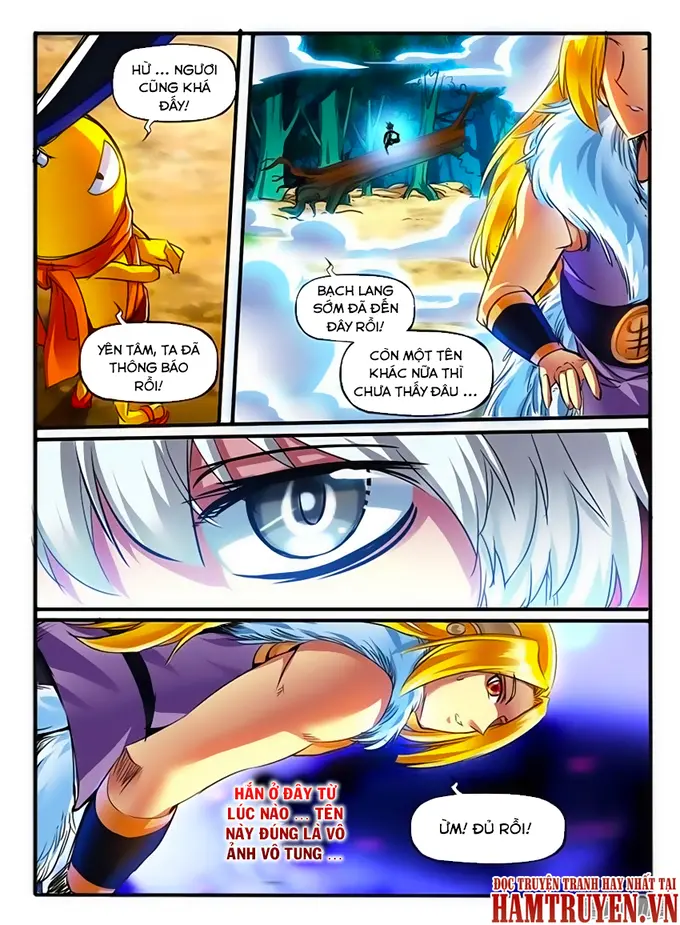 HỪ ... NGƯƠI
CŨNG KHÁ
ĐẤY!
YÊN TÂM, TA ĐÃ
THÔNG BÁO
RỒI!
BẠCH LANG
SỚM ĐÃ ĐẾN
ĐÂY RỒI!
CÒN MỘT TÊN
KHÁC NỮA THÌ
CHƯA THẤY ĐÂU ...
HẮN Ở ĐÂY TỪ
LÚC NÀO ... TÊN
NÀY ĐÚNG LÀ VÔ
ẢNH VÔ TUNG ...
ỪM! ĐỦ RỒI!
ĐỌC TRUYỆN TRANH HAY NHẤT TẠI
HAMTRUYEN.VN